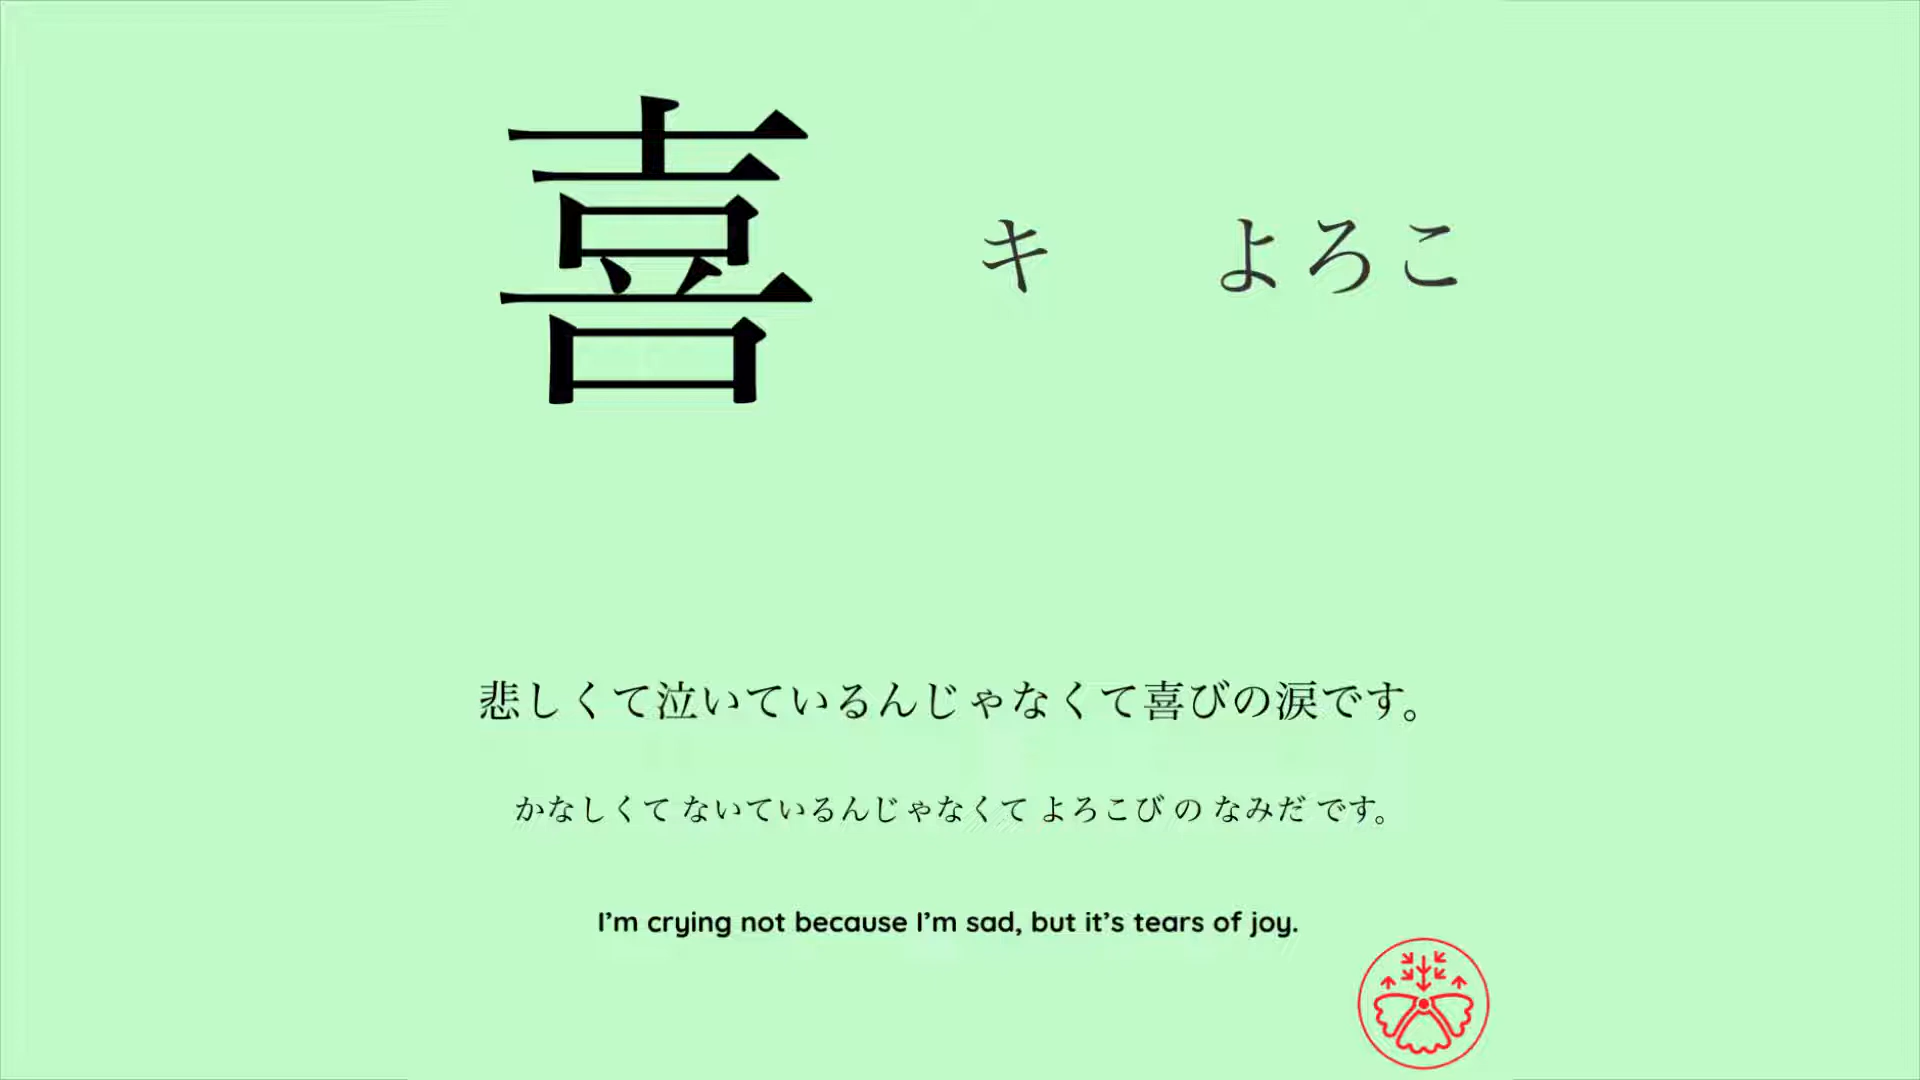 喜 キ よろこ
悲しくて泣いているんじゃなくて喜びの涙です。
かなしくて ないているんじゃなくて よろこび の なみだ です。
I’m crying not because I’m sad, but it’s tears of joy.